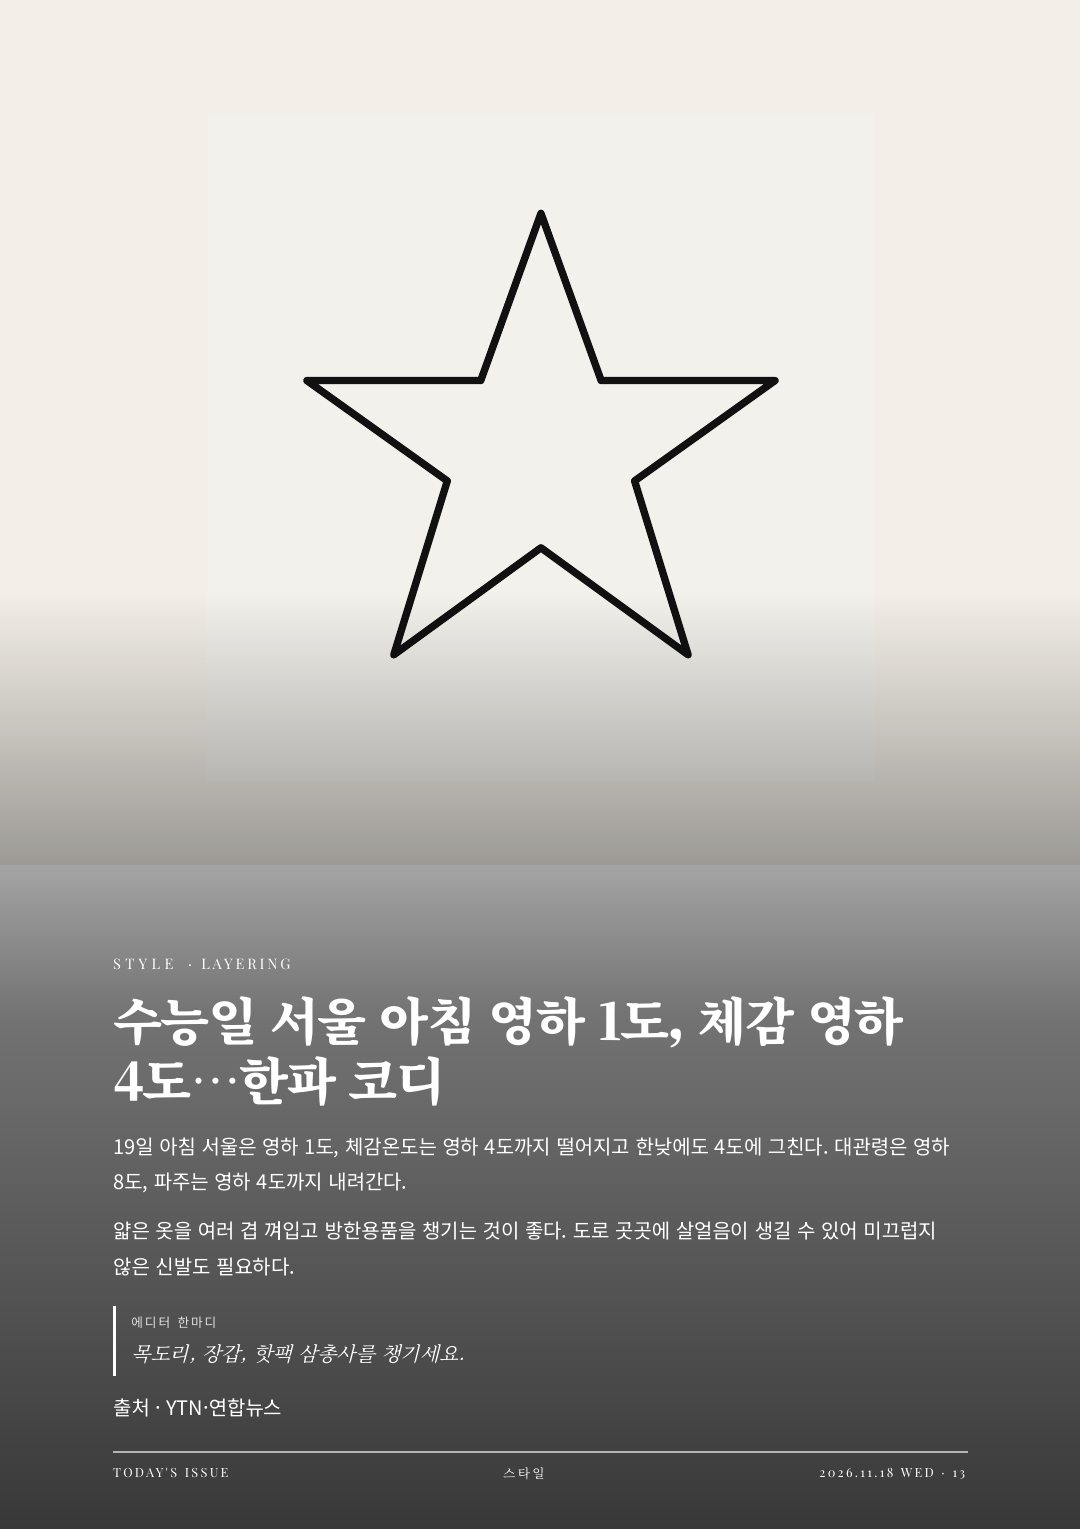 STYLE · LAYERING
수능일 서울 아침 영하 1도, 체감 영하
4도…한파 코디
19일 아침 서울은 영하 1도, 체감온도는 영하 4도까지 떨어지고 한낮에도 4도에 그친다. 대관령은 영하
8도, 파주는 영하 4도까지 내려간다.
얇은 옷을 여러 겹 껴입고 방한용품을 챙기는 것이 좋다. 도로 곳곳에 살얼음이 생길 수 있어 미끄럽지
않은 신발도 필요하다.
에디터 한마디
목도리, 장갑, 핫팩 삼총사를 챙기세요.
출처 · YTN·연합뉴스
TODAY'S ISSUE 스타일 2026.11.18 WED · 13